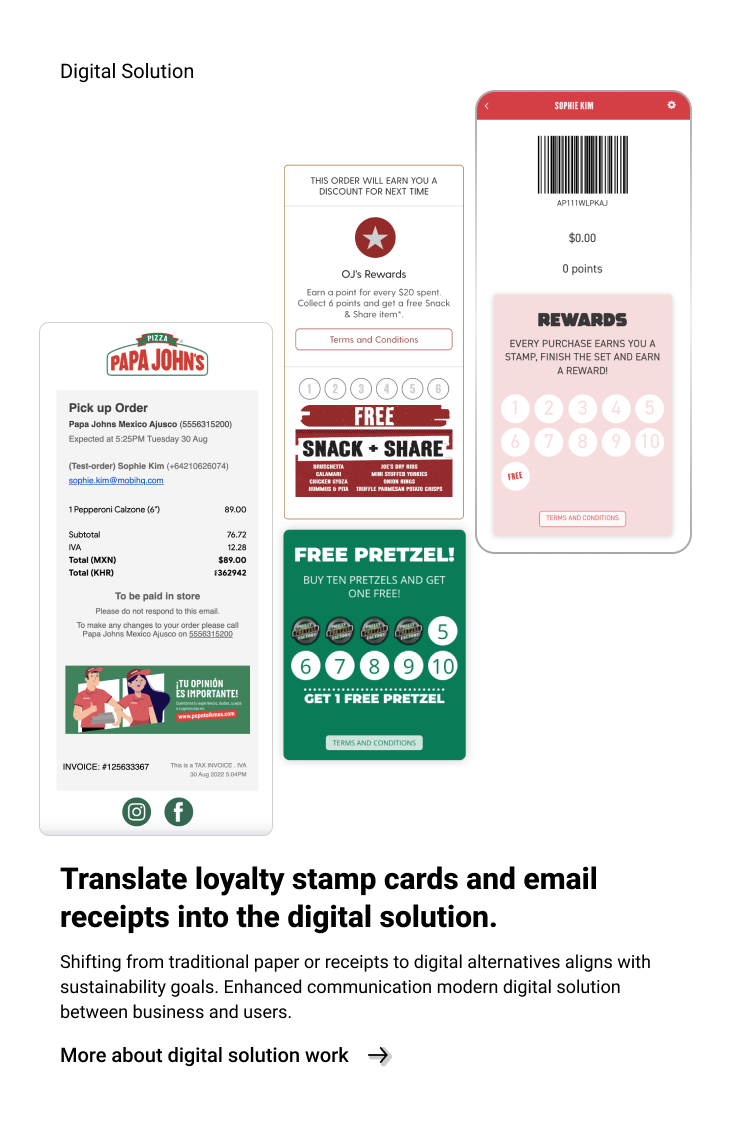 Digital Solution
SOPHIE KIM
AP111WLPKAJ
$0.00
0 points
REWARDS
EVERY PURCHASE EARNS YOU A
STAMP, FINISH THE SET AND EARN
A REWARD!
1 2 3 4 5
6 7 8 9 10
FREE
TERMS AND CONDITIONS
THIS ORDER WILL EARN YOU A
DISCOUNT FOR NEXT TIME
OJ's Rewards
Earn a point for every $20 spent.
Collect 6 points and get a free Snack
& Share item*.
Terms and Conditions
1 2 3 4 5 6
FREE
SNACK + SHARE
BRUSCHETTA JOE'S DRY RIBS
CALAMARI MINI STUFFED YORKIES
CHICKEN GYOZA ONION RINGS
HUMMUS & PITA TRUFFLE PARMESAN POTATO CRISPS
FREE PRETZEL!
BUY TEN PRETZELS AND GET
ONE FREE!
5
6 7 8 9 10
GET 1 FREE PRETZEL
TERMS AND CONDITIONS
PIZZA
PAPA JOHN'S
Pick up Order
Papa Johns Mexico Ajusco (5556315200)
Expected at 5:25PM Tuesday 30 Aug
(Test-order) Sophie Kim (+64210626074)
sophie.kim@mobihq.com
1 Pepperoni Calzone (6") 89.00
Subtotal 76.72
IVA 12.28
Total (MXN) $89.00
Total (KHR) ៛362942
To be paid in store
Please do not respond to this email.
To make any changes to your order please call
Papa Johns Mexico Ajusco on 5556315200
¡TU OPINIÓN
ES IMPORTANTE!
www.papatalkmex.com
INVOICE: #125633367
This is a TAX INVOICE . IVA
30 Aug 2022 5:04PM
Translate loyalty stamp cards and email
receipts into the digital solution.
Shifting from traditional paper or receipts to digital alternatives aligns with
sustainability goals. Enhanced communication modern digital solution
between business and users.
More about digital solution work